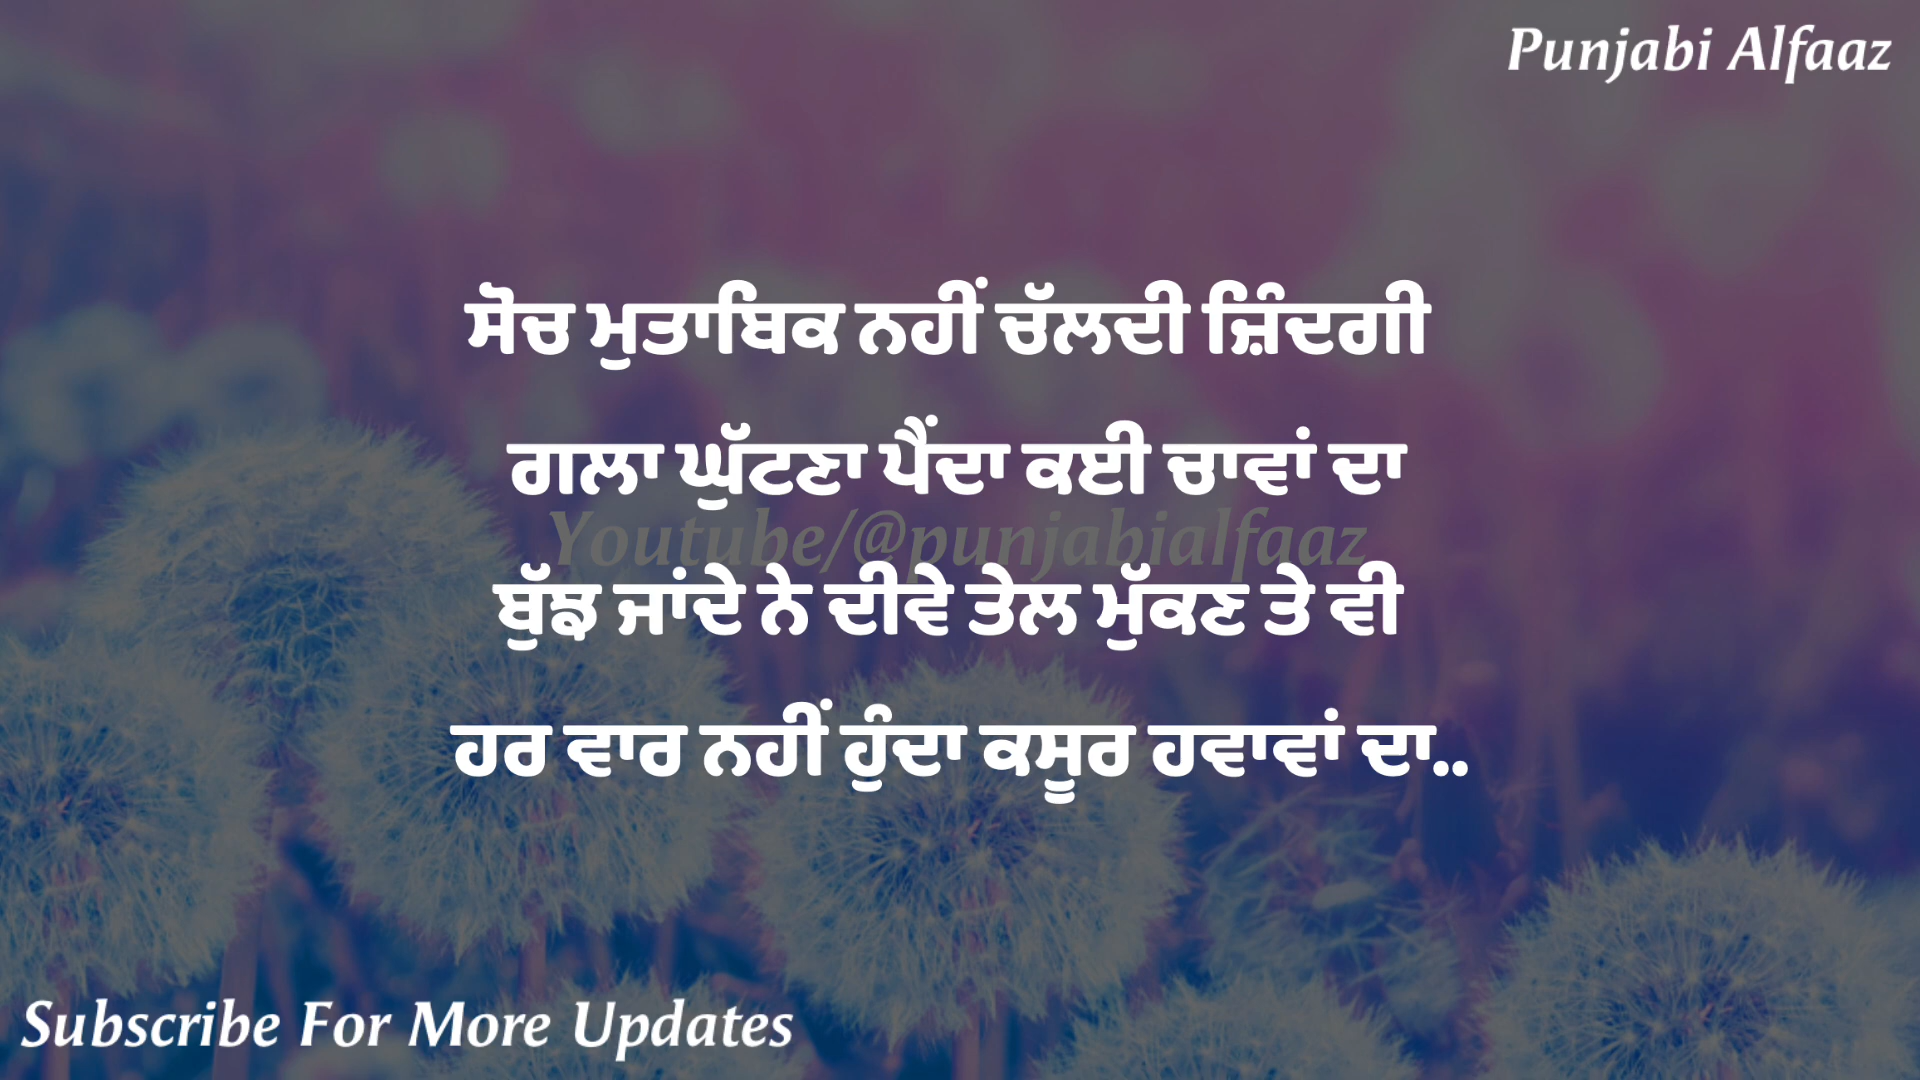 Punjabi Alfaaz
ਸੋਚ ਮੁਤਾਬਿਕ ਨਹੀਂ ਚੱਲਦੀ ਜ਼ਿੰਦਗੀ
ਗਲਾ ਘੁੱਟਣਾ ਪੈਂਦਾ ਕਈ ਚਾਵਾਂ ਦਾ
Youtube/@punjabialfaaz
ਬੁੱਝ ਜਾਂਦੇ ਨੇ ਦੀਵੇ ਤੇਲ ਮੁੱਕਣ ਤੇ ਵੀ
ਹਰ ਵਾਰ ਨਹੀਂ ਹੁੰਦਾ ਕਸੂਰ ਹਵਾਵਾਂ ਦਾ..
Subscribe For More Updates